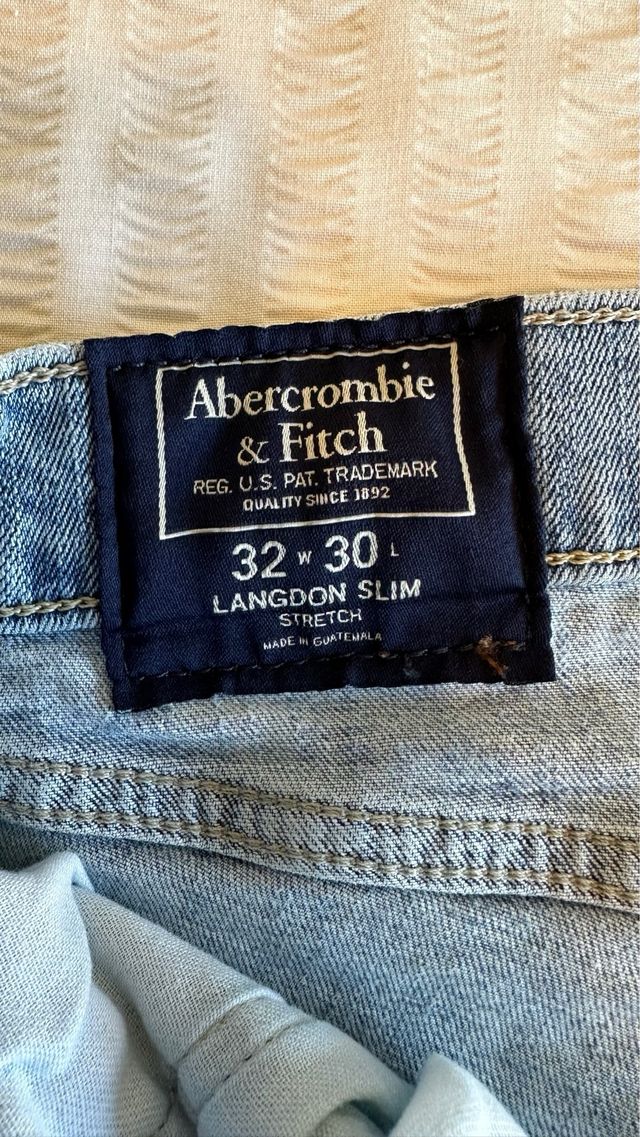 Abercrombie
& Fitch
REG. U.S. PAT. TRADEMARK
QUALITY SINCE 1892
32 W 30 L
LANGDON SLIM
STRETCH
MADE IN GUATEMALA